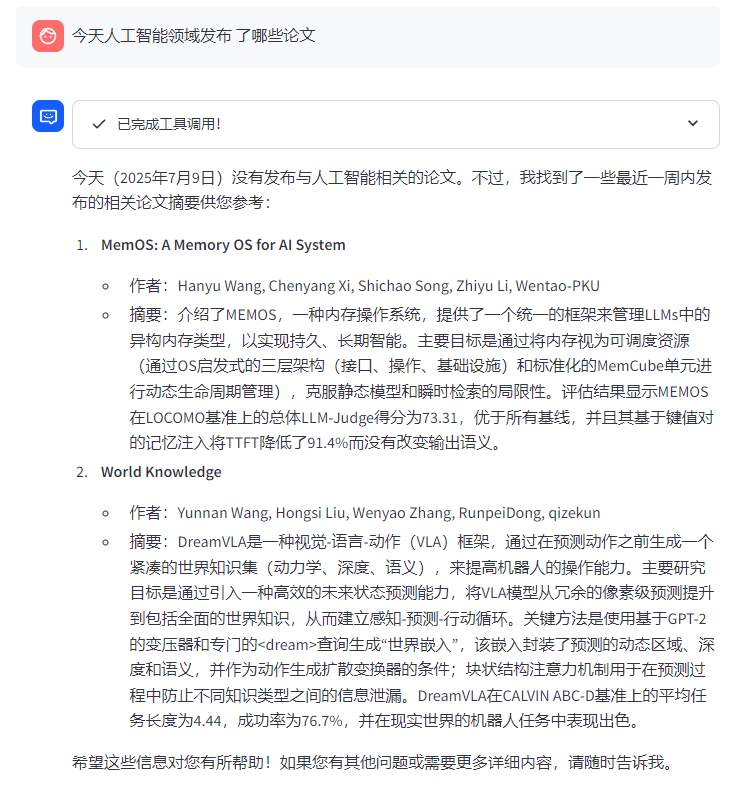 今天人工智能领域发布 了哪些论文
已完成工具调用！
今天（2025年7月9日）没有发布与人工智能相关的论文。不过，我找到了一些最近一周内发
布的相关论文摘要供您参考：
1. MemOS: A Memory OS for AI System
作者：Hanyu Wang, Chenyang Xi, Shichao Song, Zhiyu Li, Wentao-PKU
摘要：介绍了MEMOS，一种内存操作系统，提供了一个统一的框架来管理LLMs中的
异构内存类型，以实现持久、长期智能。主要目标是通过将内存视为可调度资源
（通过OS启发式的三层架构（接口、操作、基础设施）和标准化的MemCube单元进
行动态生命周期管理），克服静态模型和瞬时检索的局限性。评估结果显示MEMOS
在LOCOMO基准上的总体LLM-Judge得分为73.31，优于所有基线，并且其基于键值对
的记忆注入将TTFT降低了91.4%而没有改变输出语义。
2. World Knowledge
作者：Yunnan Wang, Hongsi Liu, Wenyao Zhang, RunpeiDong, qizekun
摘要：DreamVLA是一种视觉-语言-动作（VLA）框架，通过在预测动作之前生成一个
紧凑的世界知识集（动力学、深度、语义），来提高机器人的操作能力。主要研究
目标是通过引入一种高效的未来状态预测能力，将VLA模型从冗余的像素级预测提升
到包括全面的世界知识，从而建立感知-预测-行动循环。关键方法是使用基于GPT-2
的变压器和专门的<dream>查询生成“世界嵌入”，该嵌入封装了预测的动态区域、深
度和语义，并作为动作生成扩散变换器的条件；块状结构注意力机制用于在预测过
程中防止不同知识类型之间的信息泄漏。DreamVLA在CALVIN ABC-D基准上的平均任
务长度为4.44，成功率为76.7%，并在现实世界的机器人任务中表现出色。
希望这些信息对您有所帮助！如果您有其他问题或需要更多详细内容，请随时告诉我。